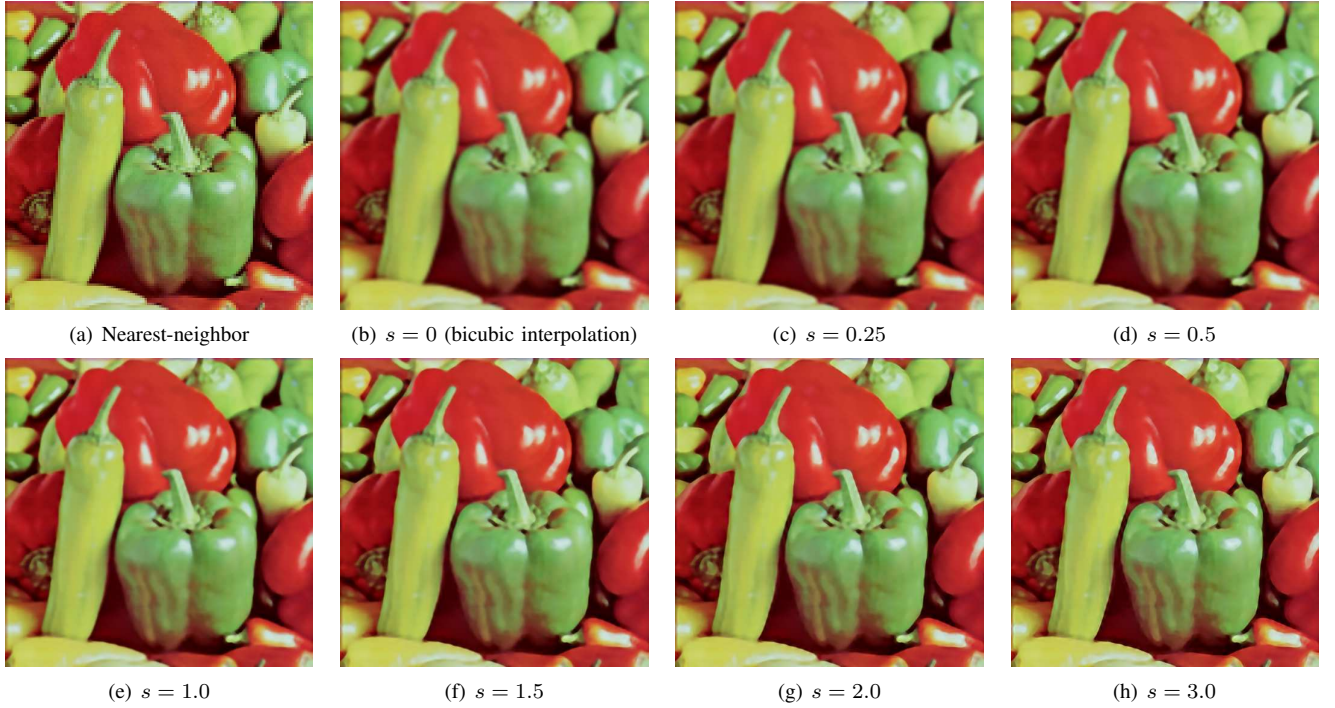 (a) Nearest-neighbor
(b) s = 0 (bicubic interpolation)
(c) s = 0.25
(d) s = 0.5
(e) s = 1.0
(f) s = 1.5
(g) s = 2.0
(h) s = 3.0